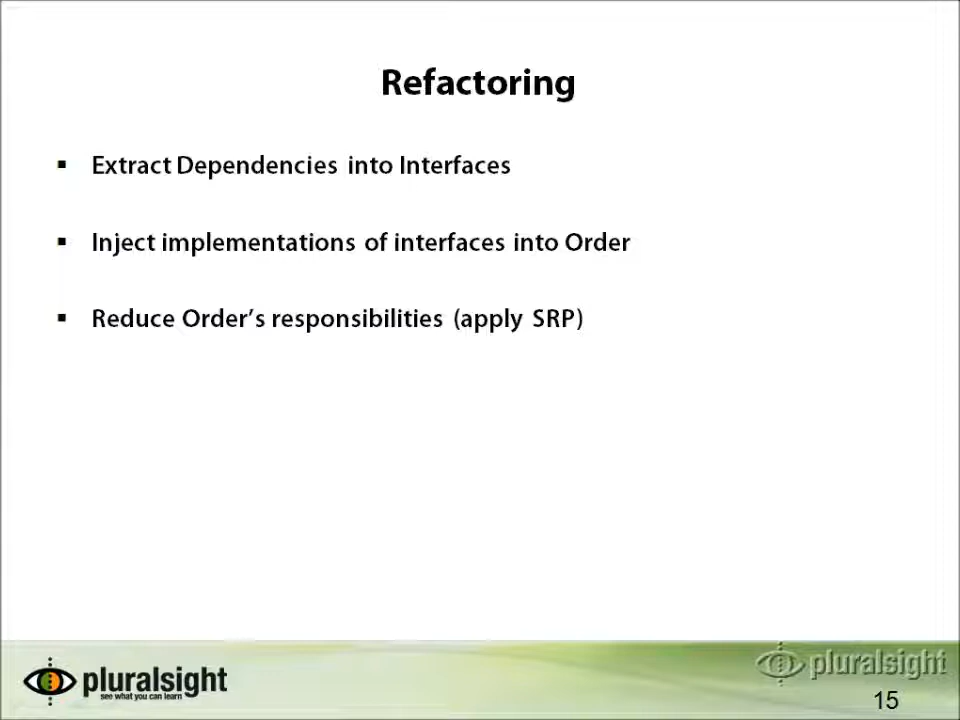 Refactoring
▪ Extract Dependencies into Interfaces
▪ Inject implementations of interfaces into Order
▪ Reduce Order’s responsibilities (apply SRP)
pluralsight
see what you can learn
pluralsight
15